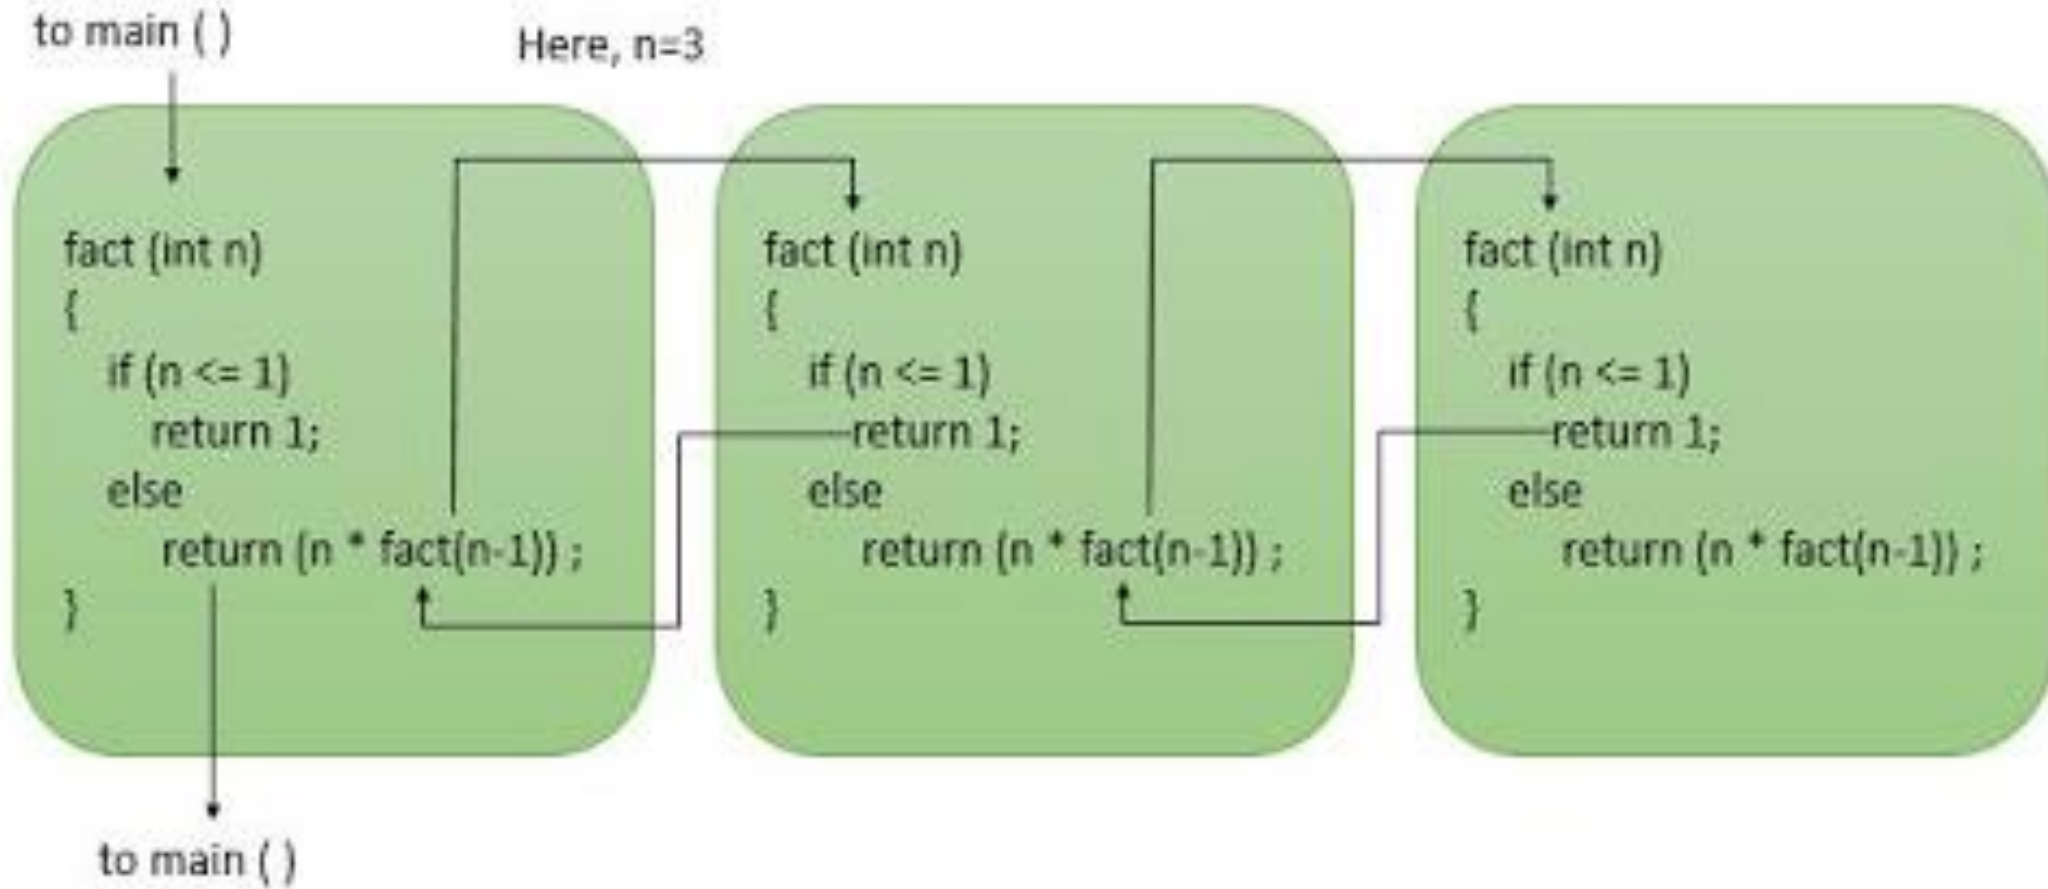 to main ( )
Here, n=3
fact (int n)
{
if (n <= 1)
return 1;
else
return (n * fact(n-1)) ;
}
fact (int n)
{
if (n <= 1)
return 1;
else
return (n * fact(n-1)) ;
}
fact (int n)
{
if (n <= 1)
return 1;
else
return (n * fact(n-1)) ;
}
to main ( )